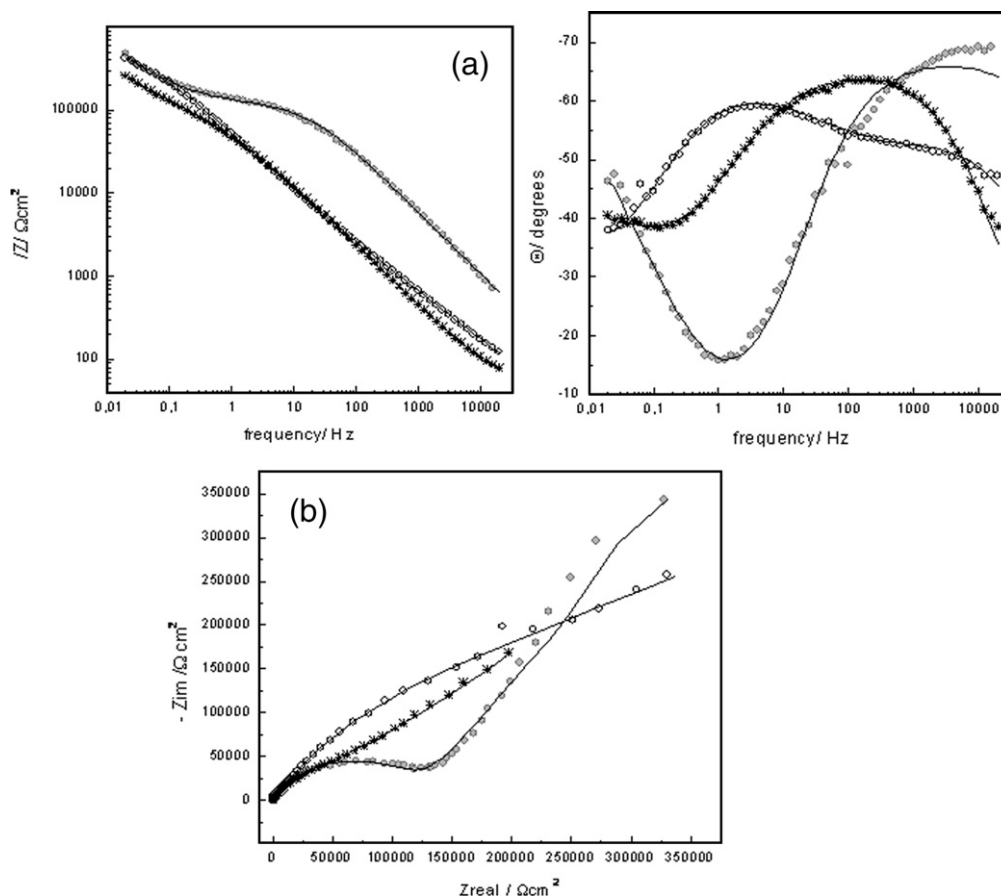 (a)
/Z/ Ωcm²
100000
10000
1000
100
0,01 0,1 1 10 100 1000 10000
frequency/ Hz
Θ/ degrees
-70
-60
-50
-40
-30
-20
-10
0,01 0,1 1 10 100 1000 10000
frequency/ Hz
(b)
- Zim /Ω cm²
350000
300000
250000
200000
150000
100000
50000
0
0 50000 100000 150000 200000 250000 300000 350000
Zreal / Ωcm²